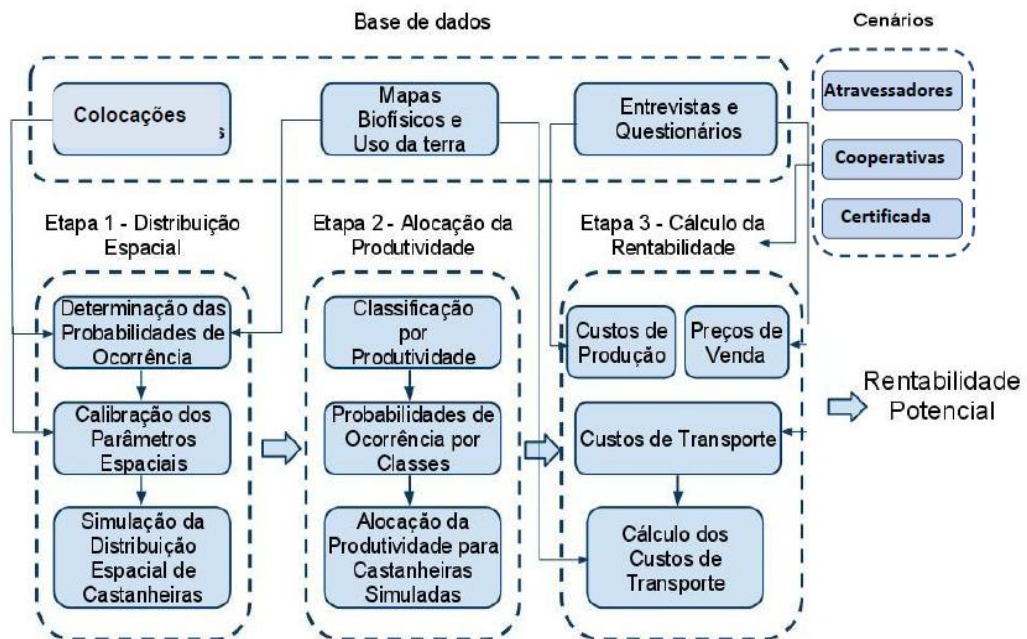 Base de dados
Cenários
Colocações
s
Mapas
Biofísicos e
Uso da terra
Entrevistas e
Questionários
Atravessadores
Cooperativas
Certificada
Etapa 1 - Distribuição
Espacial
Etapa 2 - Alocação da
Produtividade
Etapa 3 - Cálculo da
Rentabilidade
Determinação das
Probabilidades de
Ocorrência
Calibração dos
Parâmetros
Espaciais
Simulação da
Distribuição
Espacial de
Castanheiras
Classificação
por
Produtividade
Probabilidades de
Ocorrência por
Classes
Alocação da
Produtividade para
Castanheiras
Simuladas
Custos de
Produção
Preços de
Venda
Custos de Transporte
Cálculo dos
Custos de
Transporte
Rentabilidade
Potencial